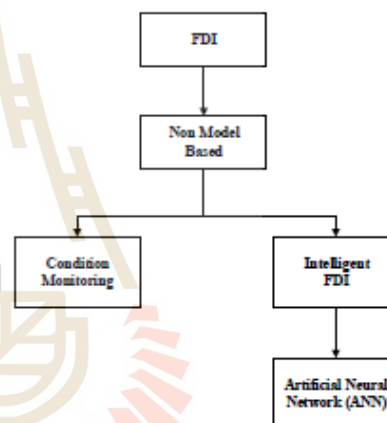 FDI
Non Model
Based
Condition
Monitoring
Intelligent
FDI
Artificial Neural
Network (ANN)